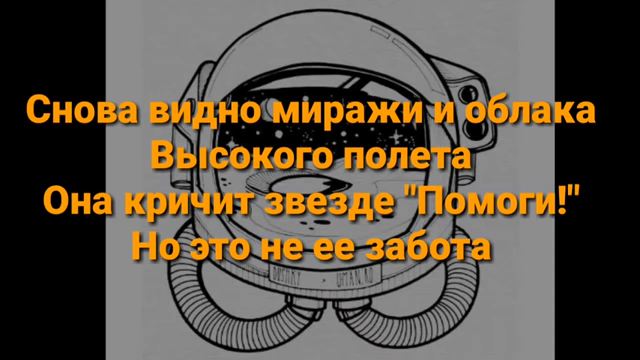 Снова видно миражи и облака
Высокого полета
Она кричит звезде "Помоги!"
Но это не ее забота